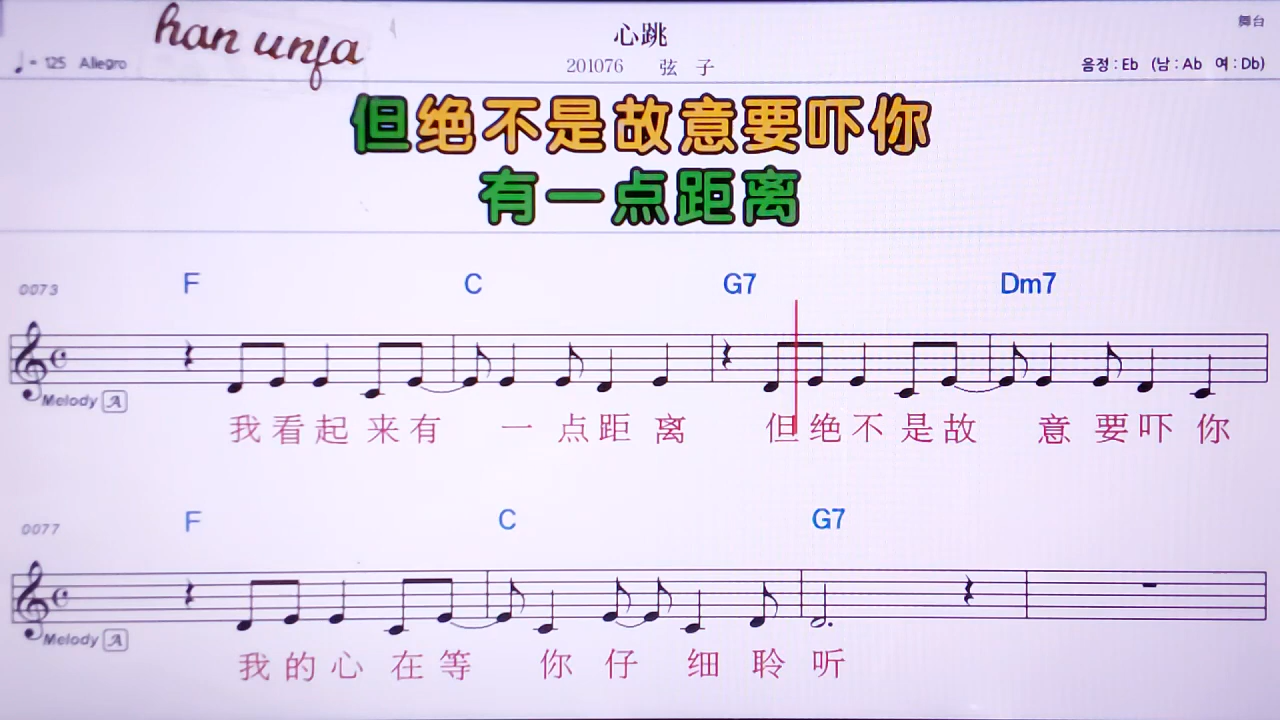 han unfa
心跳
舞台
♩= 125 Allegro
201076 弦 子
음정 : Eb (남 : Ab 여 : Db)
但绝不是故意要吓你
有一点距离
0073 F C G7 Dm7
Melody A
我看起来有 一点距离 但绝不是故 意要吓你
0077 F C G7
Melody A
我的心在等 你仔 细聆听